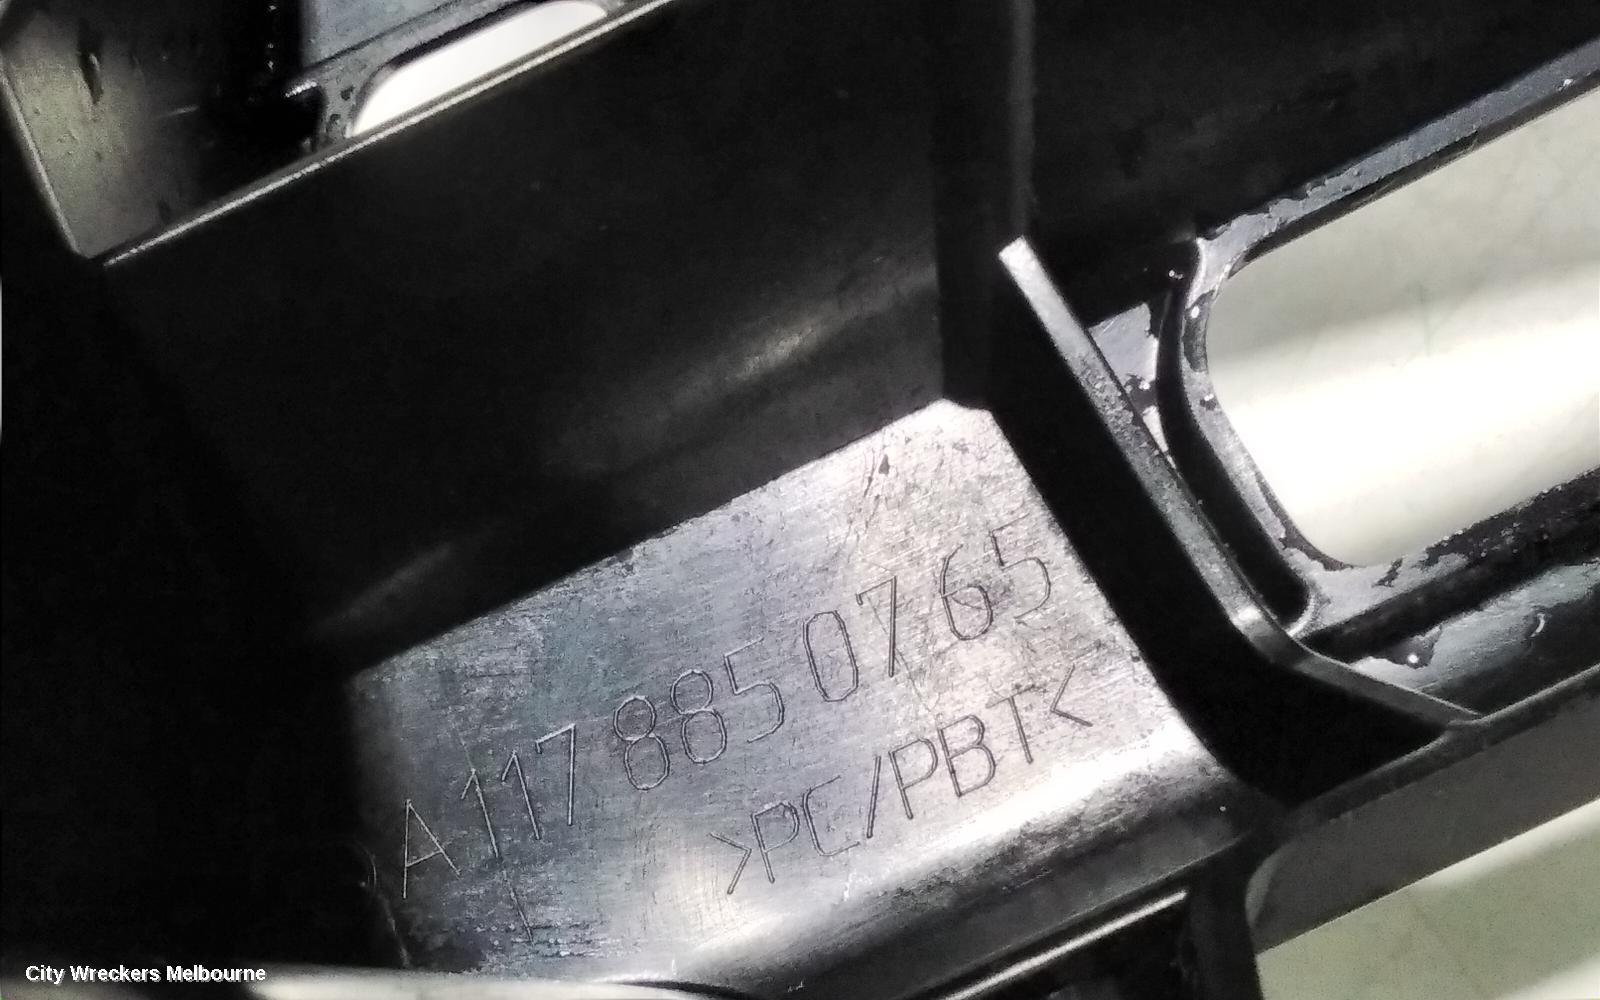 A 117 885 07 65
>PC/PBT<
City Wreckers Melbourne